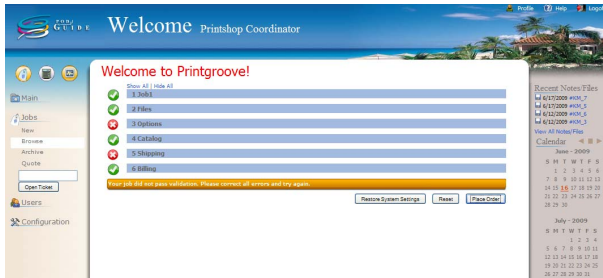 Profile Help Logout
PRINT GUIDE Welcome Printshop Coordinator
Welcome to Printgroove!
Show All | Hide All
1 Job1
2 Files
3 Options
4 Catalog
5 Shipping
6 Billing
Your job did not pass validation. Please correct all errors and try again.
Restore System Settings Reset Place Order
Main
Jobs
New
Browse
Archive
Quote
Open Ticket
Users
Configuration
Recent Notes/Files
6/17/2009 #KM_7
6/17/2009 #KM_5
6/12/2009 #KM_6
6/12/2009 #KM_3
View All Notes/Files
Calendar
June - 2009
S M T W T F S
1 2 3 4 5 6
7 8 9 10 11 12 13
14 15 16 17 18 19 20
21 22 23 24 25 26 27
28 29 30
July - 2009
S M T W T F S
1 2 3 4
5 6 7 8 9 10 11
12 13 14 15 16 17 18
19 20 21 22 23 24 25
26 27 28 29 30 31